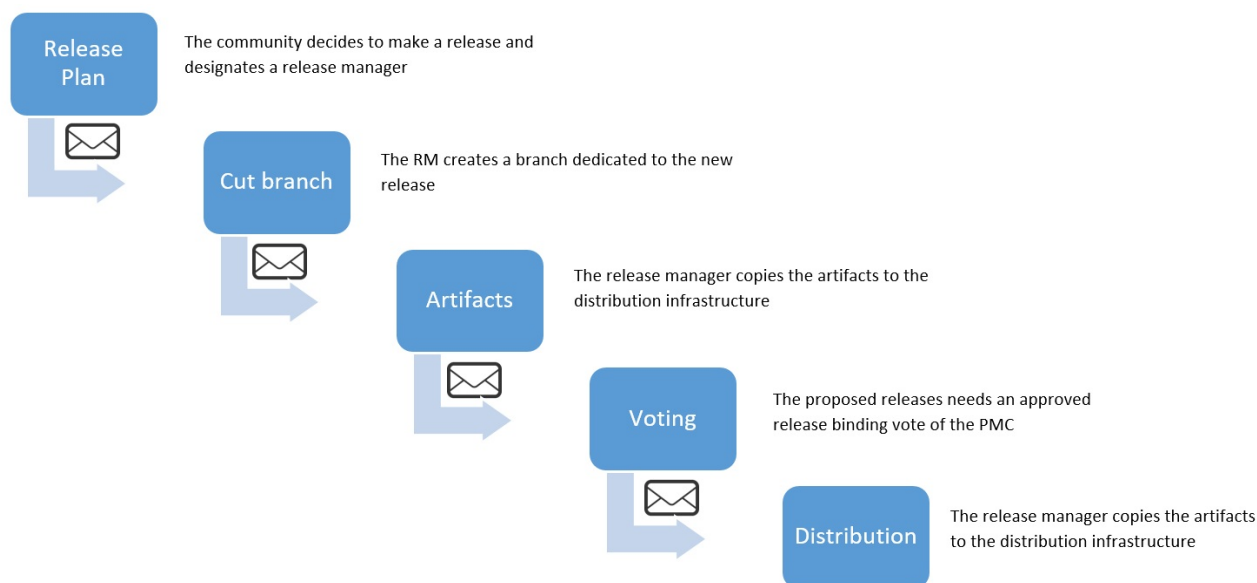 Release
Plan
The community decides to make a release and
designates a release manager
Cut branch
The RM creates a branch dedicated to the new
release
Artifacts
The release manager copies the artifacts to the
distribution infrastructure
Voting
The proposed releases needs an approved
release binding vote of the PMC
Distribution
The release manager copies the artifacts
to the distribution infrastructure